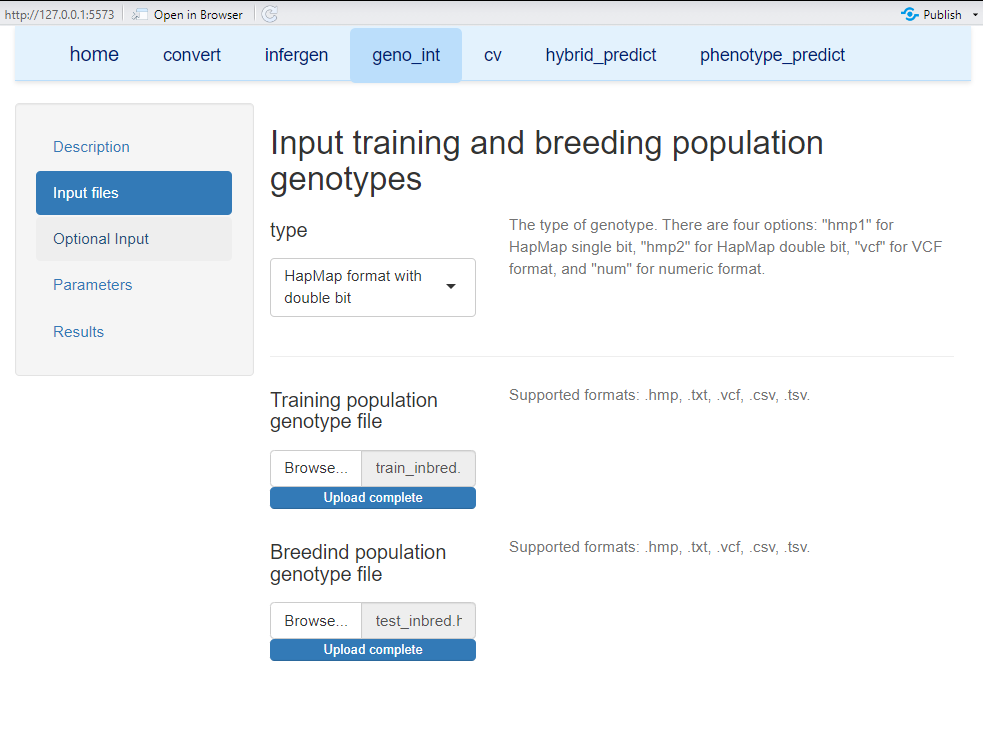 http://127.0.0.1:5573 Open in Browser Publish
home convert infergen geno_int cv hybrid_predict phenotype_predict
Description
Input files
Optional Input
Parameters
Results
Input training and breeding population
genotypes
type
HapMap format with
double bit
The type of genotype. There are four options: "hmp1" for
HapMap single bit, "hmp2" for HapMap double bit, "vcf" for VCF
format, and "num" for numeric format.
Training population
genotype file
Supported formats: .hmp, .txt, .vcf, .csv, .tsv.
Browse... train_inbred.
Upload complete
Breedind population
genotype file
Supported formats: .hmp, .txt, .vcf, .csv, .tsv.
Browse... test_inbred.h
Upload complete